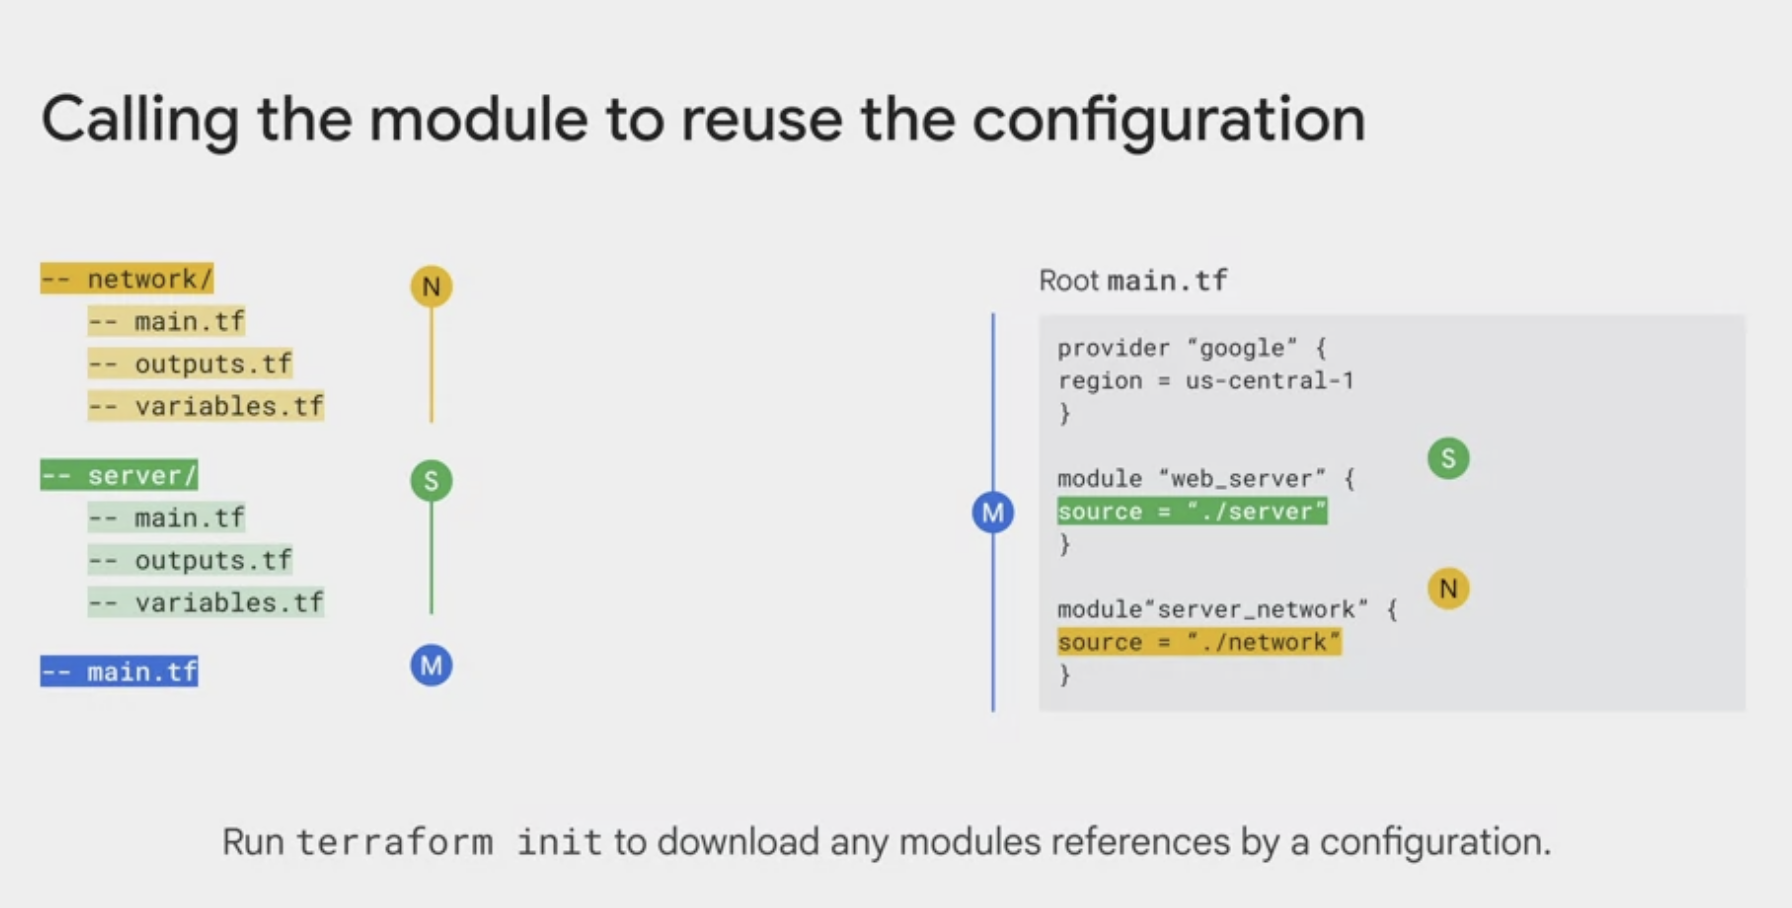 Calling the module to reuse the configuration
-- network/
-- main.tf
-- outputs.tf
-- variables.tf
N
-- server/
-- main.tf
-- outputs.tf
-- variables.tf
S
-- main.tf
M
Root main.tf
M
provider “google” {
region = us-central-1
}
module “web_server” {
S
source = “./server”
}
module“server_network” {
N
source = “./network”
}
Run terraform init to download any modules references by a configuration.